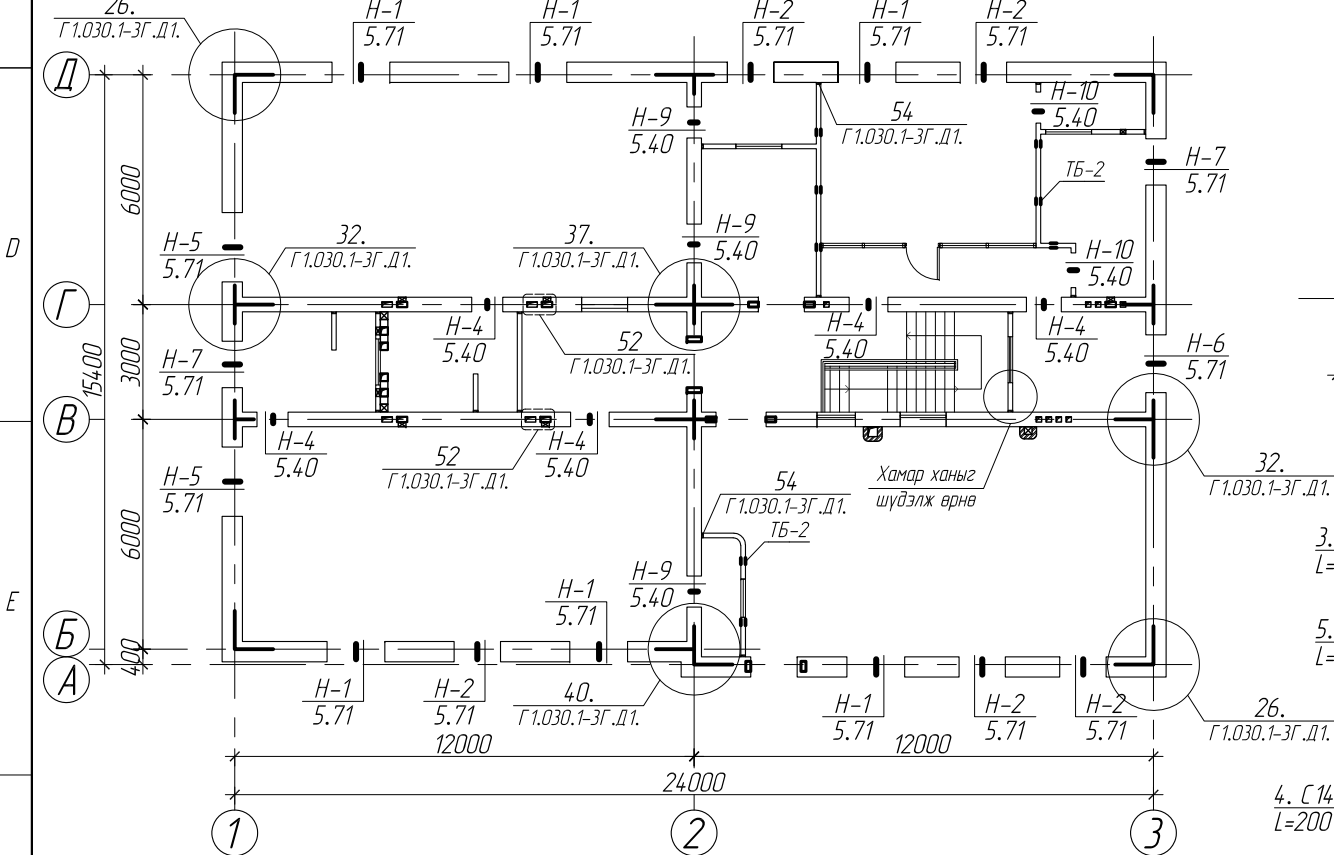 26.
Г1.030.1-3Г.Д1.
Н-1
5.71
Н-1
5.71
Н-2
5.71
Н-1
5.71
Н-2
5.71
Д
Н-9
5.40
54
Г1.030.1-3Г.Д1.
Н-10
5.40
ТБ-2
Н-7
5.71
6000
D
Н-5
5.71
32.
Г1.030.1-3Г.Д1.
37.
Г1.030.1-3Г.Д1.
Н-9
5.40
Н-10
5.40
Г
Н-4
5.40
52
Г1.030.1-3Г.Д1.
Н-4
5.40
Н-4
5.40
Н-6
5.71
15400
3000
Н-7
5.71
В
Н-4
5.40
52
Г1.030.1-3Г.Д1.
Н-4
5.40
Хамар ханыг
шүдэлж өрнө
32.
Г1.030.1-3Г.Д1.
Н-5
5.71
54
Г1.030.1-3Г.Д1.
ТБ-2
6000
3.
L=
E
Н-9
5.40
Н-1
5.71
Б
400
А
5.
L=
Н-1
5.71
Н-2
5.71
40.
Г1.030.1-3Г.Д1.
Н-1
5.71
Н-2
5.71
Н-2
5.71
26.
Г1.030.1-3Г.Д1.
12000
12000
24000
4. С14
L=200
1
2
3